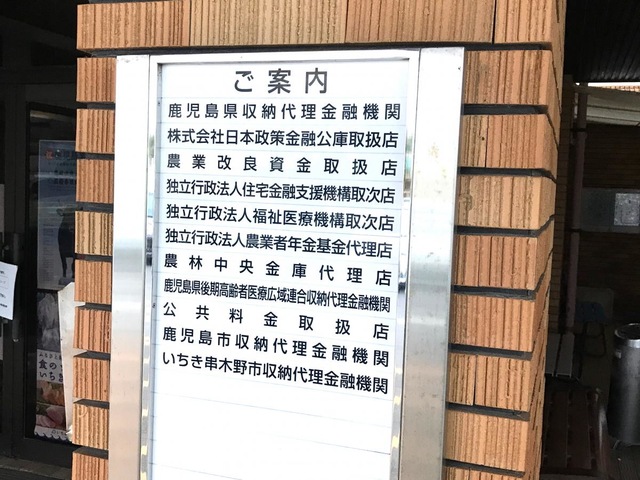 ご案内
鹿児島県収納代理金融機関
株式会社日本政策金融公庫取扱店
農業改良資金取扱店
独立行政法人住宅金融支援機構取次店
独立行政法人福祉医療機構取次店
独立行政法人農業者年金基金代理店
農林中央金庫代理店
鹿児島県後期高齢者医療広域連合収納代理金融機関
公共料金取扱店
鹿児島市収納代理金融機関
いちき串木野市収納代理金融機関